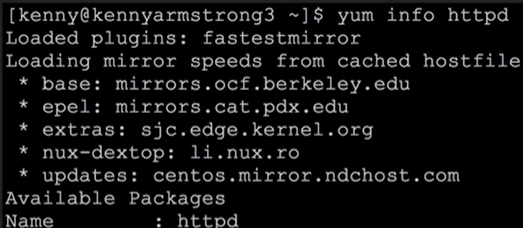 [kenny@kennyarmstrong3 ~]$ yum info httpd
Loaded plugins: fastestmirror
Loading mirror speeds from cached hostfile
 * base: mirrors.ocf.berkeley.edu
 * epel: mirrors.cat.pdx.edu
 * extras: sjc.edge.kernel.org
 * nux-dextop: li.nux.ro
 * updates: centos.mirror.ndchost.com
Available Packages
Name        : httpd